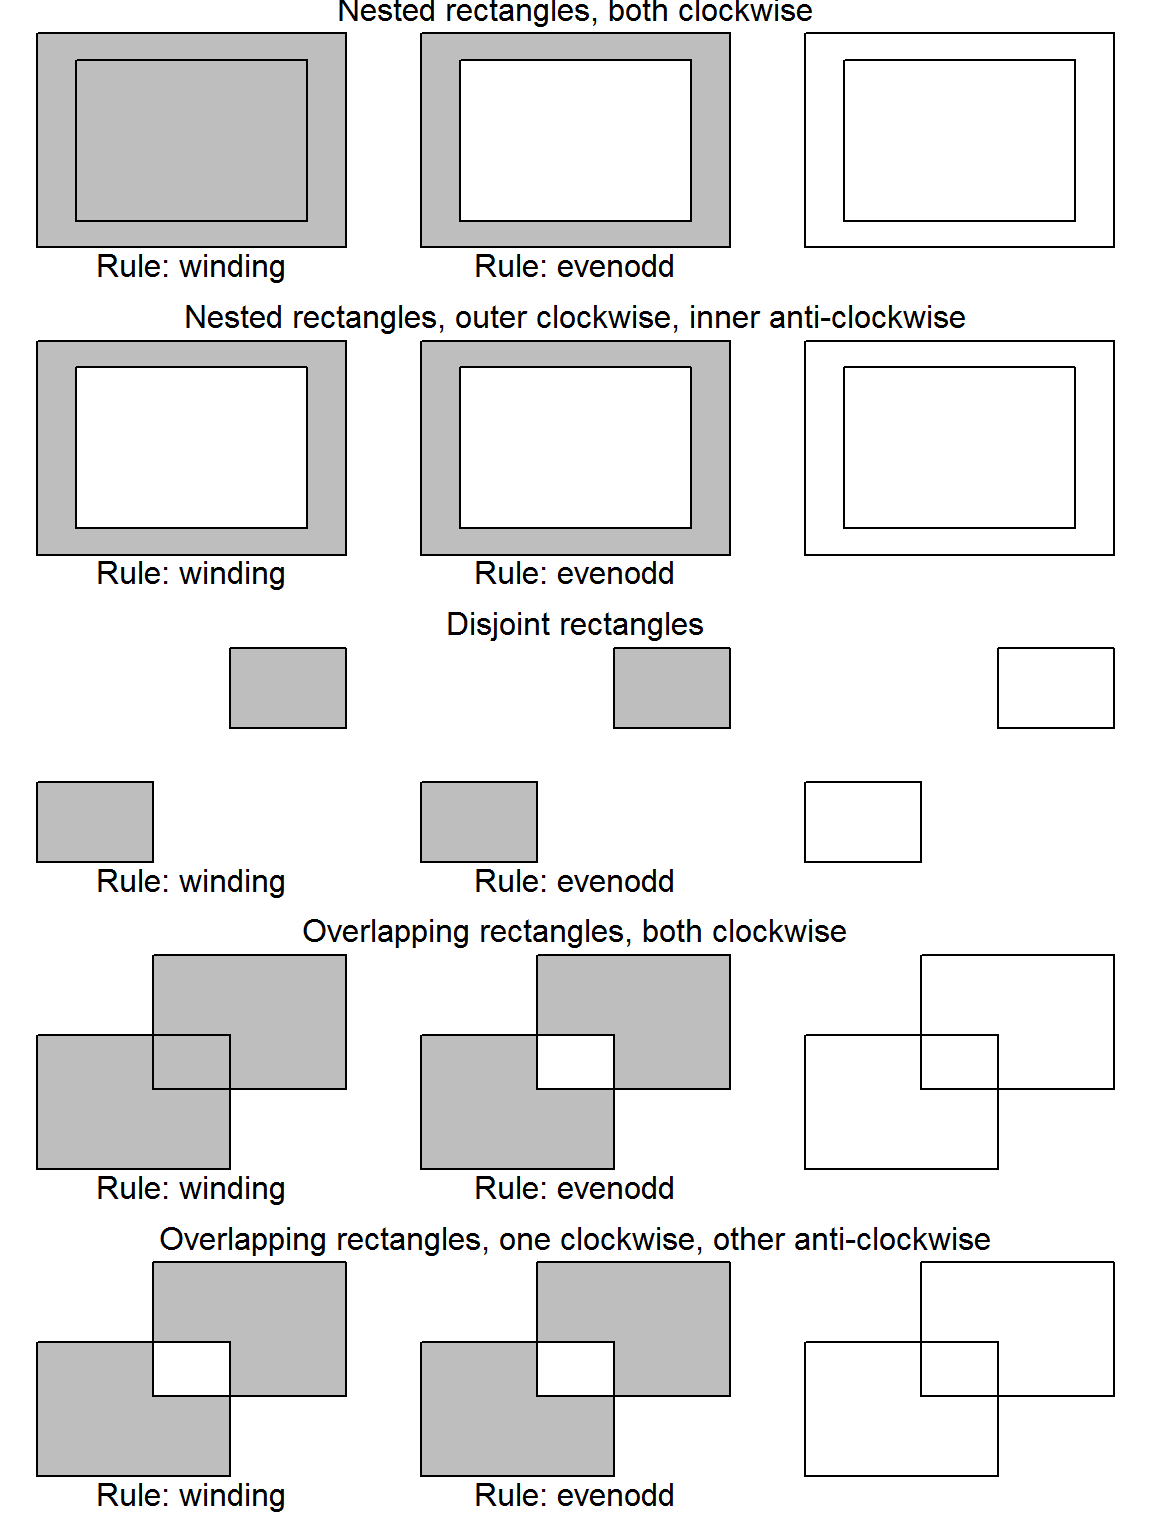 Nested rectangles, both clockwise
Rule: winding
Rule: evenodd
Nested rectangles, outer clockwise, inner anti-clockwise
Rule: winding
Rule: evenodd
Disjoint rectangles
Rule: winding
Rule: evenodd
Overlapping rectangles, both clockwise
Rule: winding
Rule: evenodd
Overlapping rectangles, one clockwise, other anti-clockwise
Rule: winding
Rule: evenodd